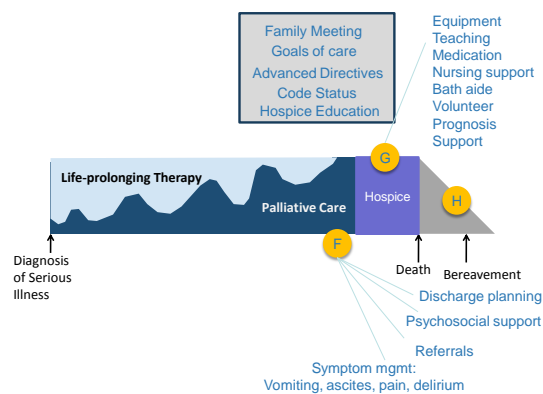 Family Meeting
Goals of care
Advanced Directives
Code Status
Hospice Education
Equipment
Teaching
Medication
Nursing support
Bath aide
Volunteer
Prognosis
Support
G
Life-prolonging Therapy
Palliative Care
Hospice
H
F
Diagnosis
of Serious
Illness
Death
Bereavement
Discharge planning
Psychosocial support
Referrals
Symptom mgmt:
Vomiting, ascites, pain, delirium